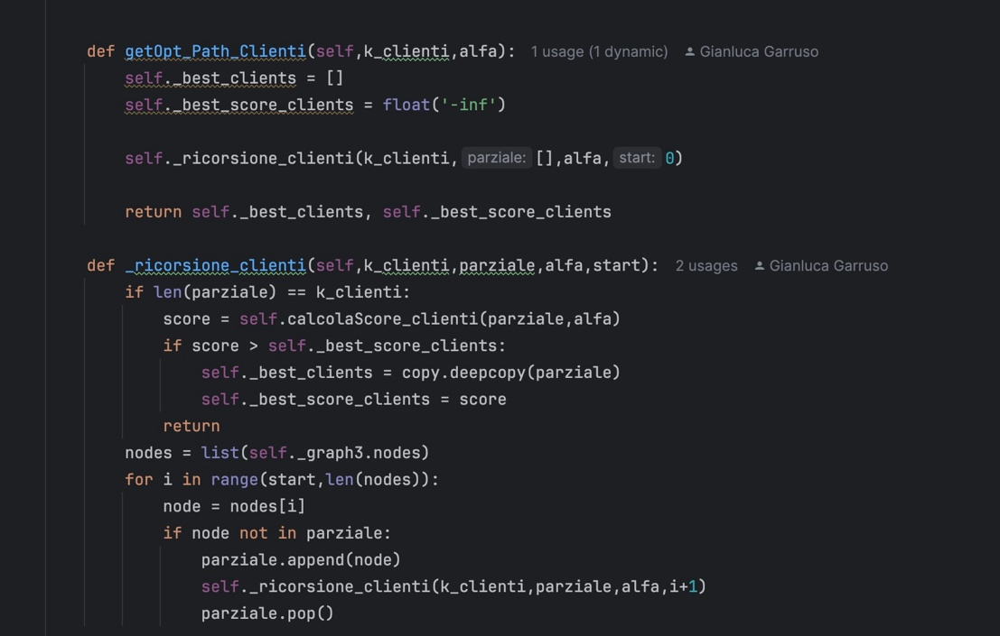 def getOpt_Path_Clienti(self,k_clienti,alfa): 1 usage (1 dynamic) Gianluca Garruso
self._best_clients = []
self._best_score_clients = float('-inf')
self._ricorsione_clienti(k_clienti, parziale: [],alfa, start: 0)
return self._best_clients, self._best_score_clients
def _ricorsione_clienti(self,k_clienti,parziale,alfa,start): 2 usages Gianluca Garruso
if len(parziale) == k_clienti:
score = self.calcolaScore_clienti(parziale,alfa)
if score > self._best_score_clients:
self._best_clients = copy.deepcopy(parziale)
self._best_score_clients = score
return
nodes = list(self._graph3.nodes)
for i in range(start,len(nodes)):
node = nodes[i]
if node not in parziale:
parziale.append(node)
self._ricorsione_clienti(k_clienti,parziale,alfa,i+1)
parziale.pop()